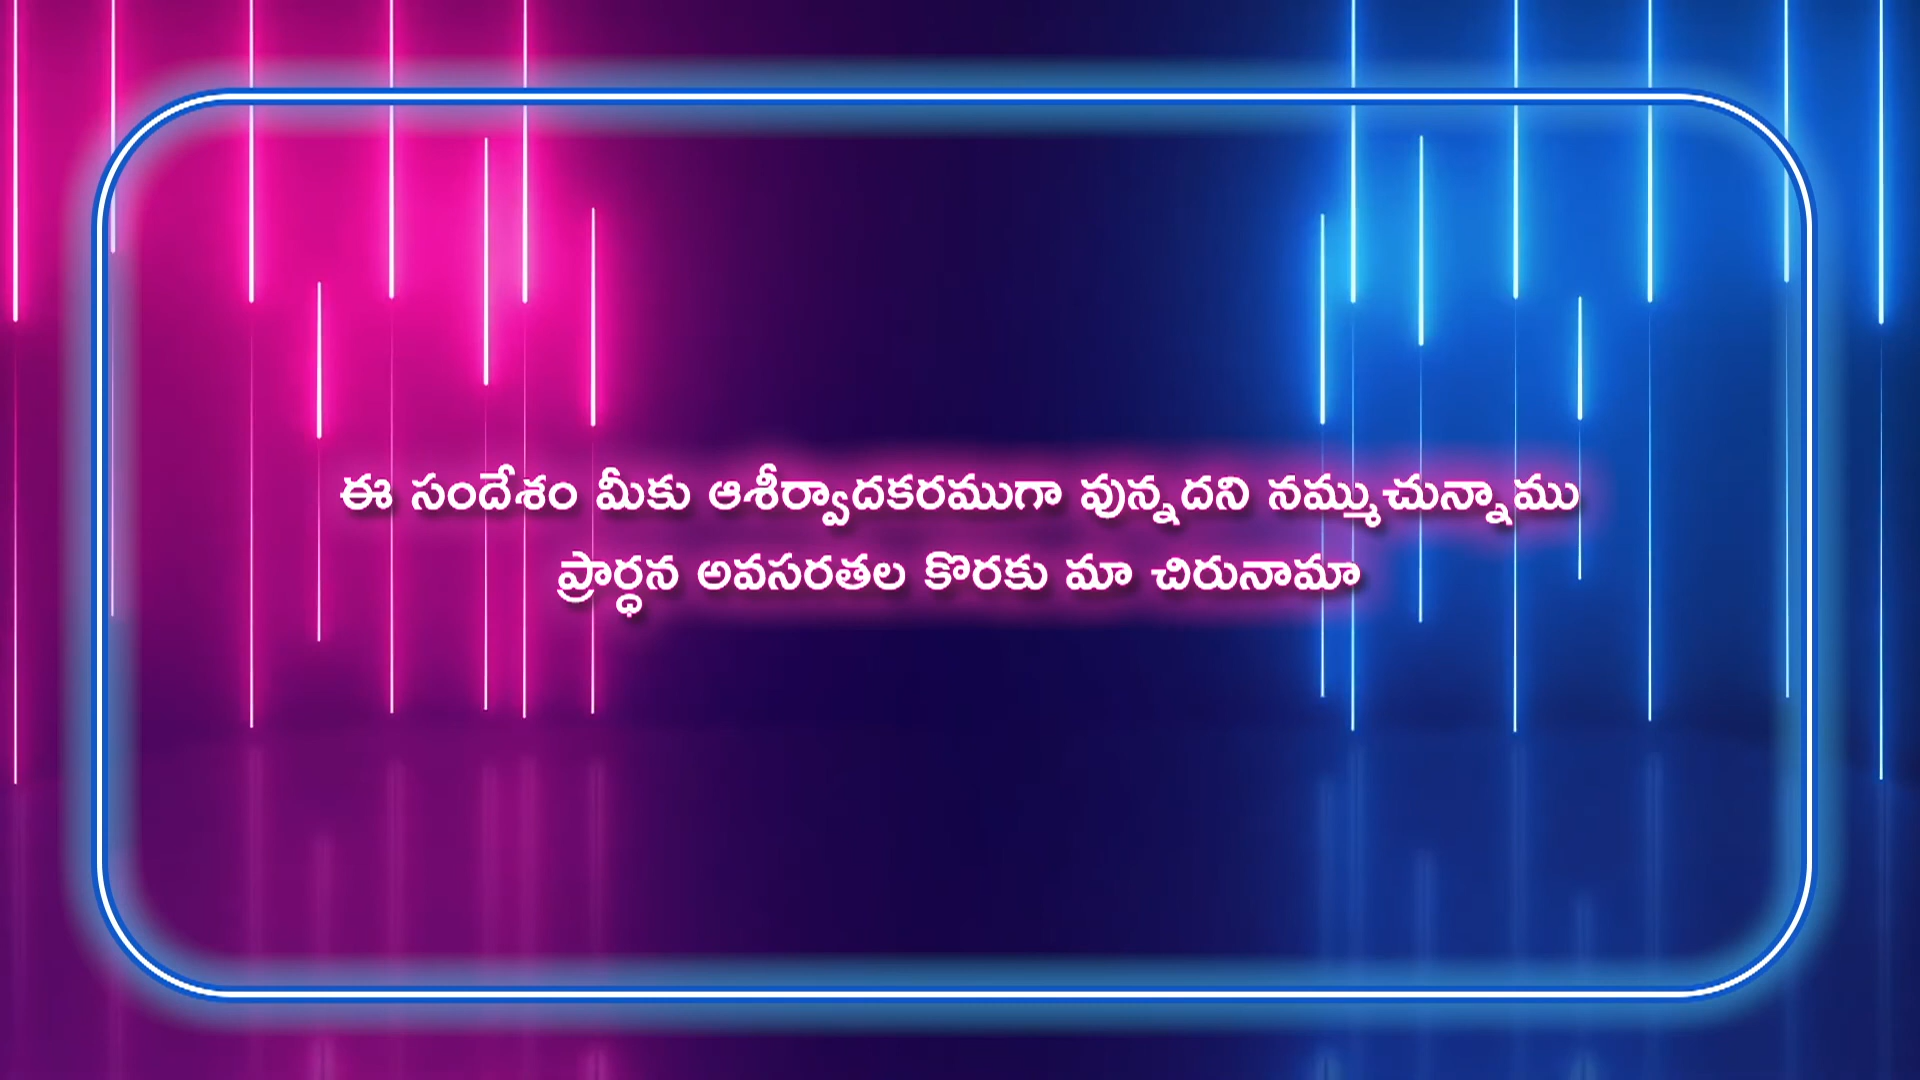 ఈ సందేశం మీకు ఆశీర్వాదకరముగా వున్నదని నమ్ముచున్నాము
ప్రార్ధన అవసరతల కొరకు మా చిరునామా